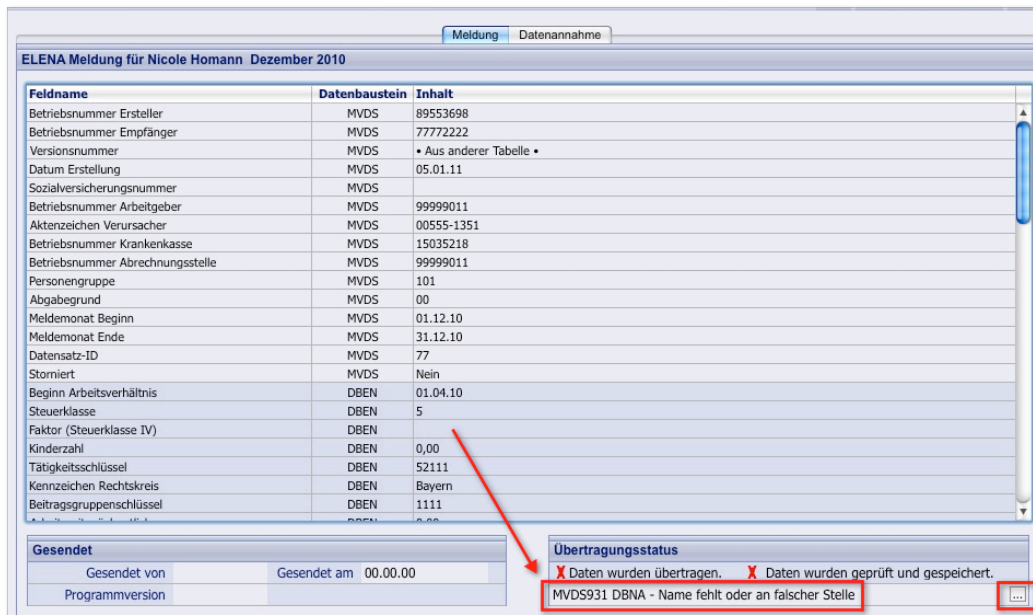 Meldung Datenannahme
ELENA Meldung für Nicole Homann Dezember 2010
Feldname Datenbaustein Inhalt
Betriebsnummer Ersteller MVDS 89553698
Betriebsnummer Empfänger MVDS 77772222
Versionsnummer MVDS • Aus anderer Tabelle •
Datum Erstellung MVDS 05.01.11
Sozialversicherungsnummer MVDS
Betriebsnummer Arbeitgeber MVDS 99999011
Aktenzeichen Verursacher MVDS 00555-1351
Betriebsnummer Krankenkasse MVDS 15035218
Betriebsnummer Abrechnungsstelle MVDS 99999011
Personengruppe MVDS 101
Abgabegrund MVDS 00
Meldemonat Beginn MVDS 01.12.10
Meldemonat Ende MVDS 31.12.10
Datensatz-ID MVDS 77
Storniert MVDS Nein
Beginn Arbeitsverhältnis DBEN 01.04.10
Steuerklasse DBEN 5
Faktor (Steuerklasse IV) DBEN
Kinderzahl DBEN 0,00
Tätigkeitsschlüssel DBEN 52111
Kennzeichen Rechtskreis DBEN Bayern
Beitragsgruppenschlüssel DBEN 1111
Gesendet
Gesendet von Gesendet am 00.00.00
Programmversion
Übertragungsstatus
X Daten wurden übertragen. X Daten wurden geprüft und gespeichert.
MVDS931 DBNA - Name fehlt oder an falscher Stelle ...